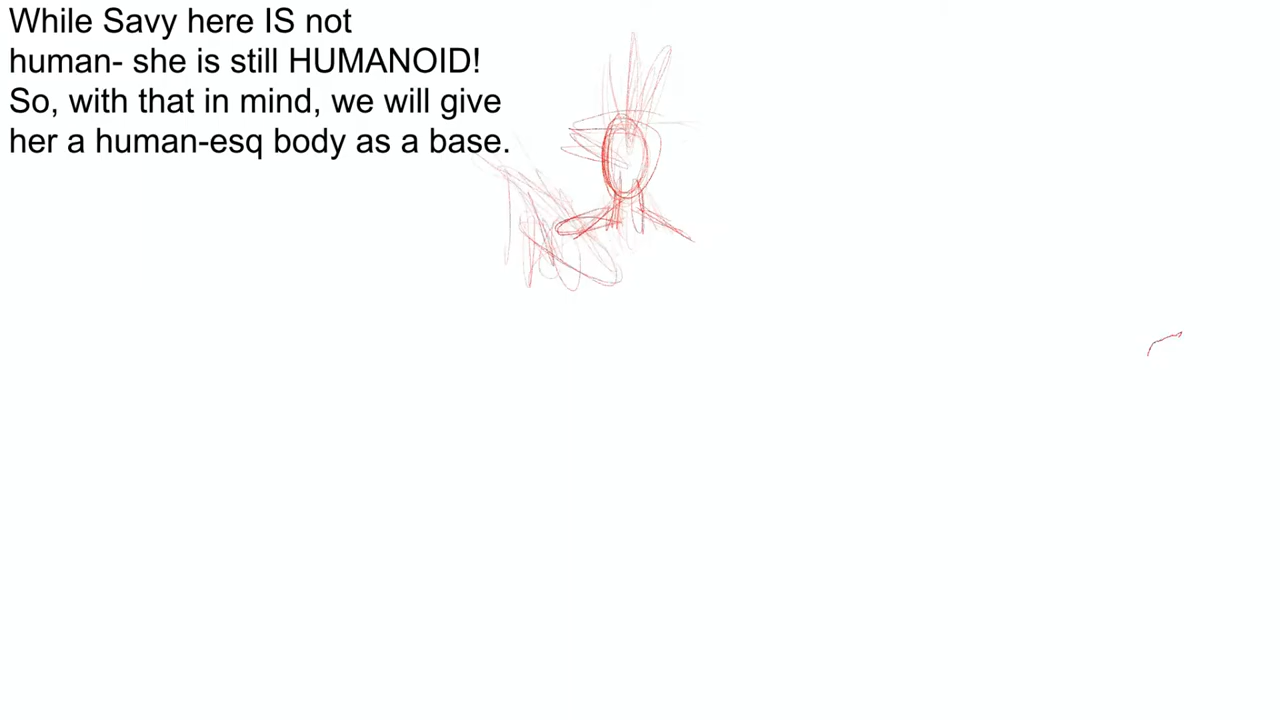 While Savy here IS not
human- she is still HUMANOID!
So, with that in mind, we will give
her a human-esq body as a base.